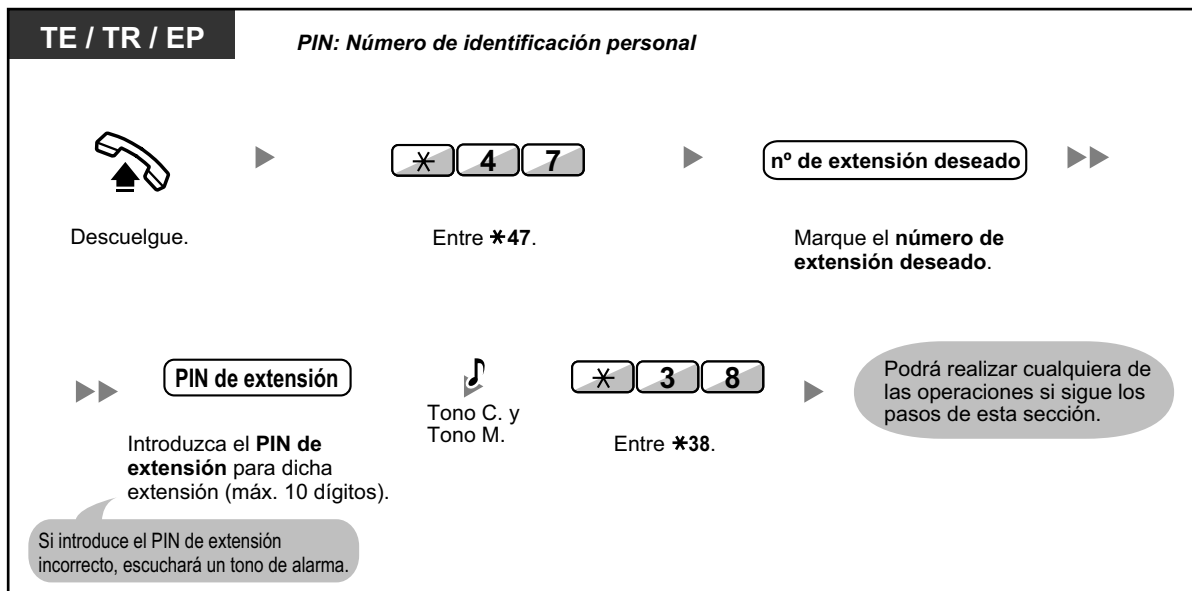 TE / TR / EP
PIN: Número de identificación personal
* 4 7
nº de extensión deseado
Descuelgue.
Entre *47.
Marque el número de
extensión deseado.
PIN de extensión
* 3 8
Podrá realizar cualquiera de
las operaciones si sigue los
pasos de esta sección.
Tono C. y
Tono M.
Introduzca el PIN de
extensión para dicha
extensión (máx. 10 dígitos).
Entre *38.
Si introduce el PIN de extensión
incorrecto, escuchará un tono de alarma.